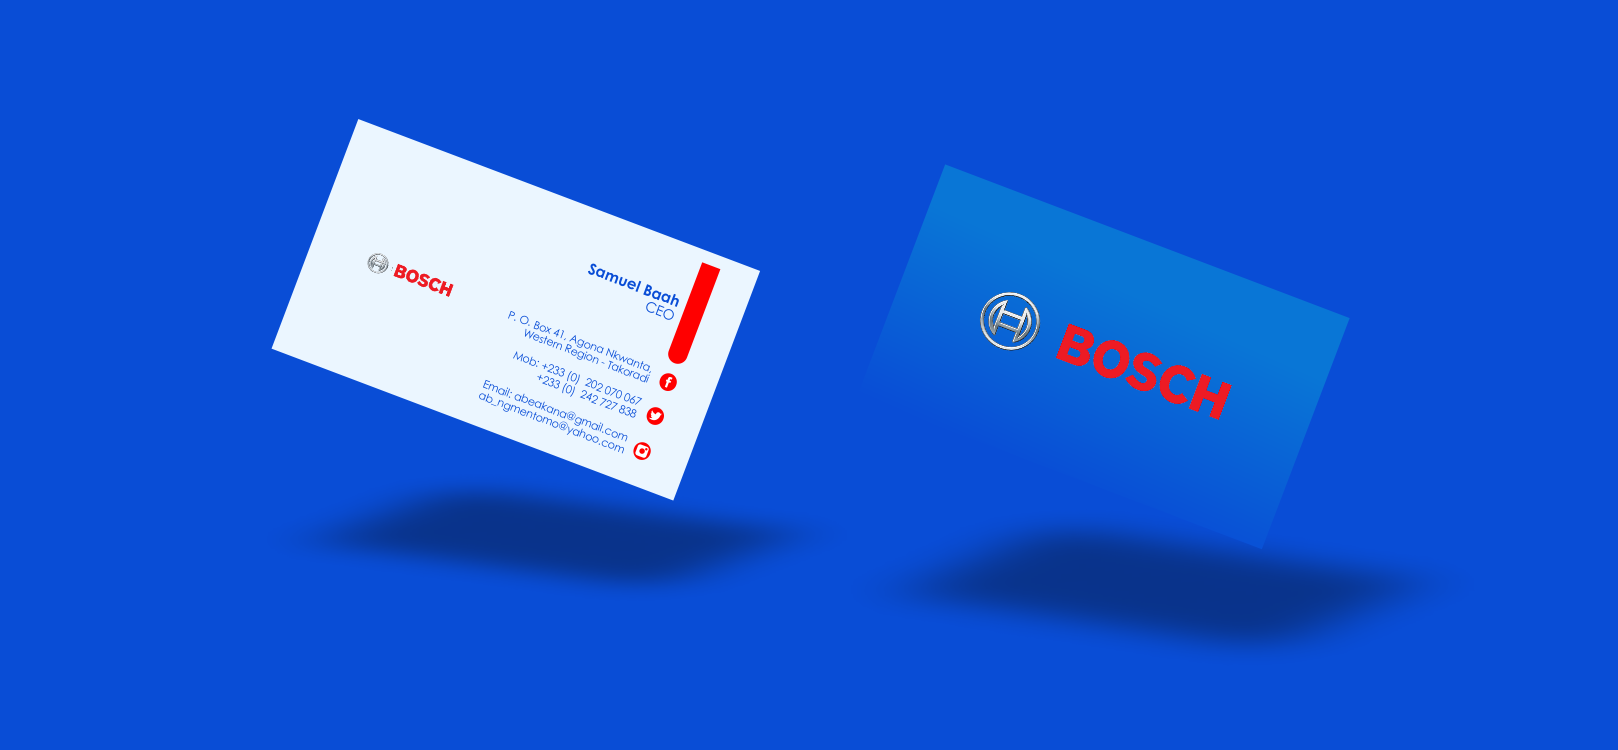 BOSCH
Samuel Baah
CEO
P. O. Box 41, Agona Nkwanta,
Western Region - Takoradi
Mob: +233 (0) 202 070 067
+233 (0) 242 727 838
Email: abeakana@gmail.com
ab_ngmentomo@yahoo.com
BOSCH